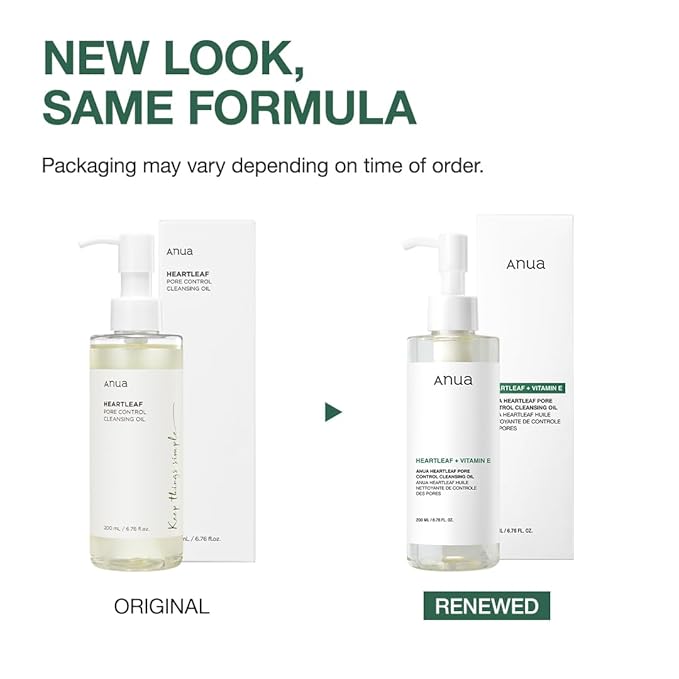 NEW LOOK,
SAME FORMULA
Packaging may vary depending on time of order.
Anua
HEARTLEAF
PORE CONTROL
CLEANSING OIL
mL / 6.76 fl.oz.
Anua
HEARTLEAF
PORE CONTROL
CLEANSING OIL
Keep things simple
200 mL / 6.76 fl.oz.
ORIGINAL
Anua
HEARTLEAF + VITAMIN E
ANUA HEARTLEAF PORE
CONTROL CLEANSING OIL
ANUA HEARTLEAF HUILE
NETTOYANTE DE CONTROLE
DES PORES
200 ML / 6.76 FL. OZ.
Anua
EARTLEAF + VITAMIN E
A HEARTLEAF PORE
TROL CLEANSING OIL
A HEARTLEAF HUILE
OYANTE DE CONTROLE
PORES
L / 6.76 FL. OZ.
RENEWED